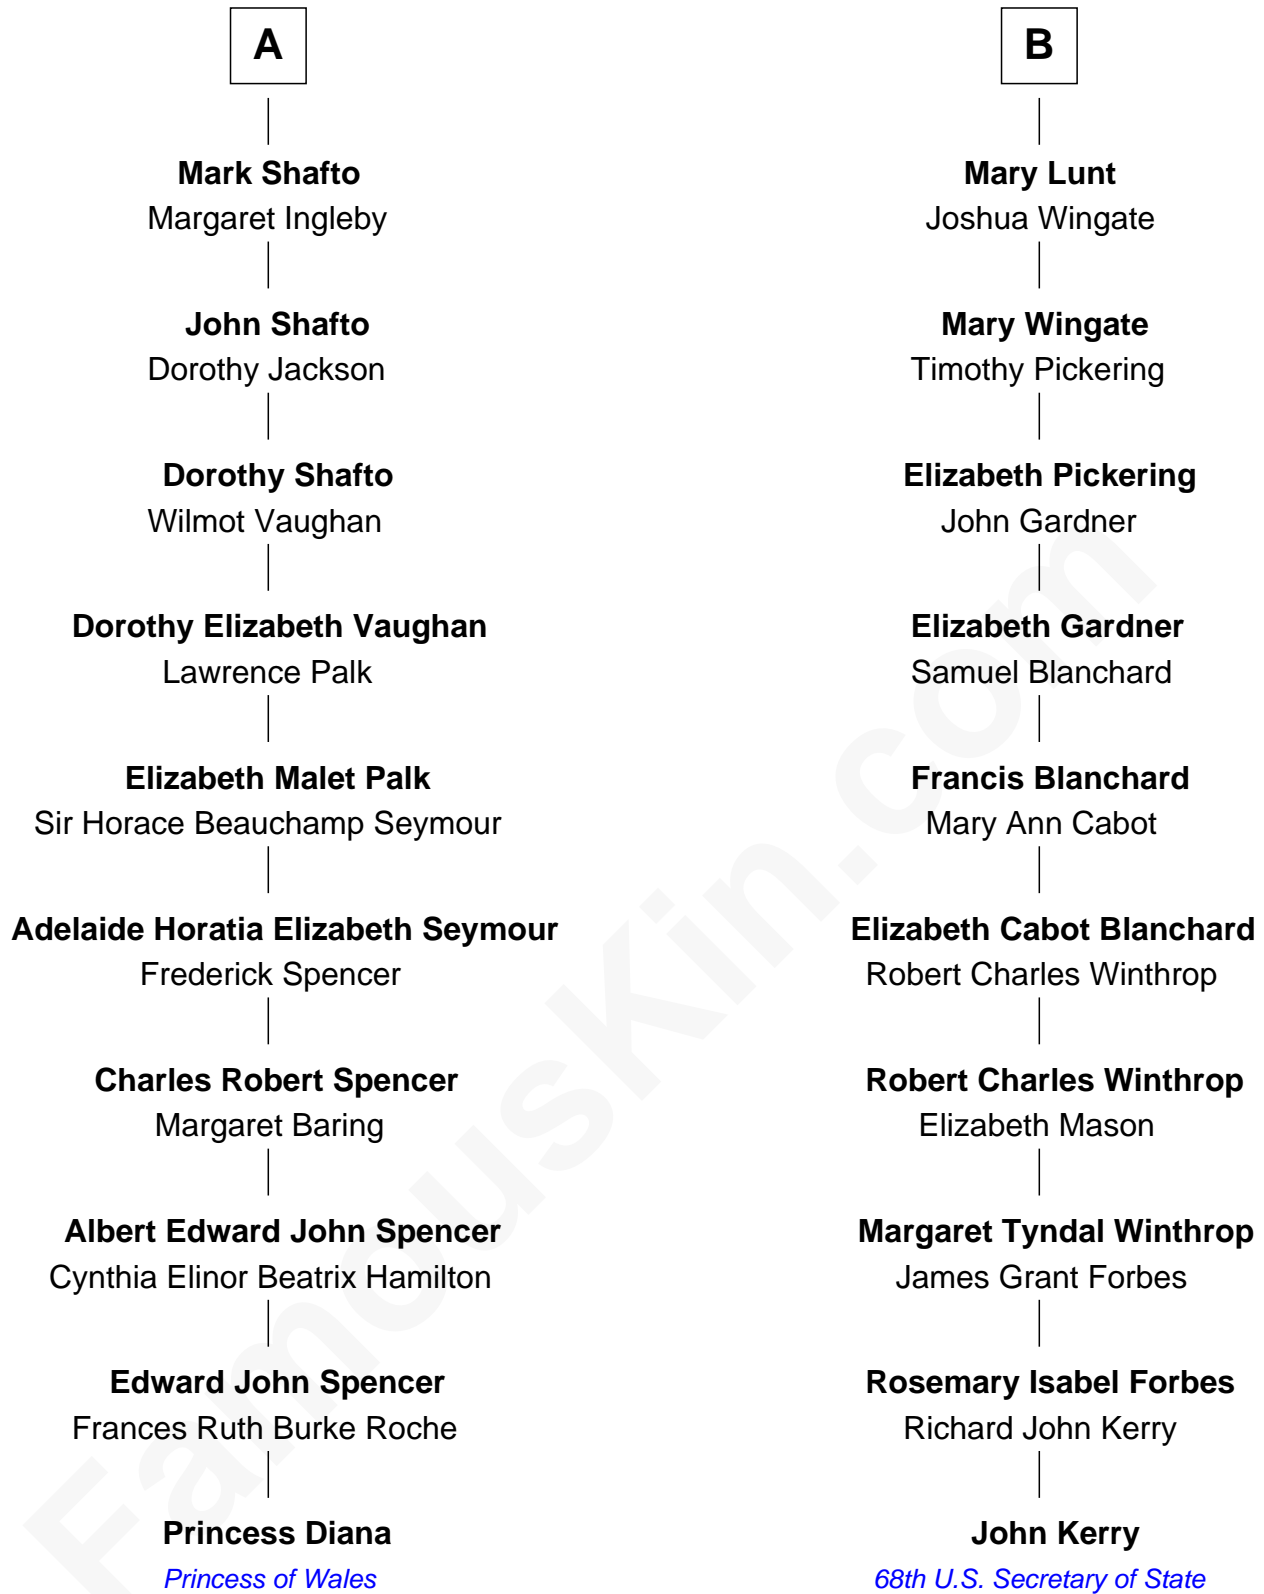 A
Mark Shafto
Margaret Ingleby
John Shafto
Dorothy Jackson
Dorothy Shafto
Wilmot Vaughan
Dorothy Elizabeth Vaughan
Lawrence Palk
Elizabeth Malet Palk
Sir Horace Beauchamp Seymour
Adelaide Horatia Elizabeth Seymour
Frederick Spencer
Charles Robert Spencer
Margaret Baring
Albert Edward John Spencer
Cynthia Elinor Beatrix Hamilton
Edward John Spencer
Frances Ruth Burke Roche
Princess Diana
Princess of Wales
B
Mary Lunt
Joshua Wingate
Mary Wingate
Timothy Pickering
Elizabeth Pickering
John Gardner
Elizabeth Gardner
Samuel Blanchard
Francis Blanchard
Mary Ann Cabot
Elizabeth Cabot Blanchard
Robert Charles Winthrop
Robert Charles Winthrop
Elizabeth Mason
Margaret Tyndal Winthrop
James Grant Forbes
Rosemary Isabel Forbes
Richard John Kerry
John Kerry
68th U.S. Secretary of State
FamousKin.com